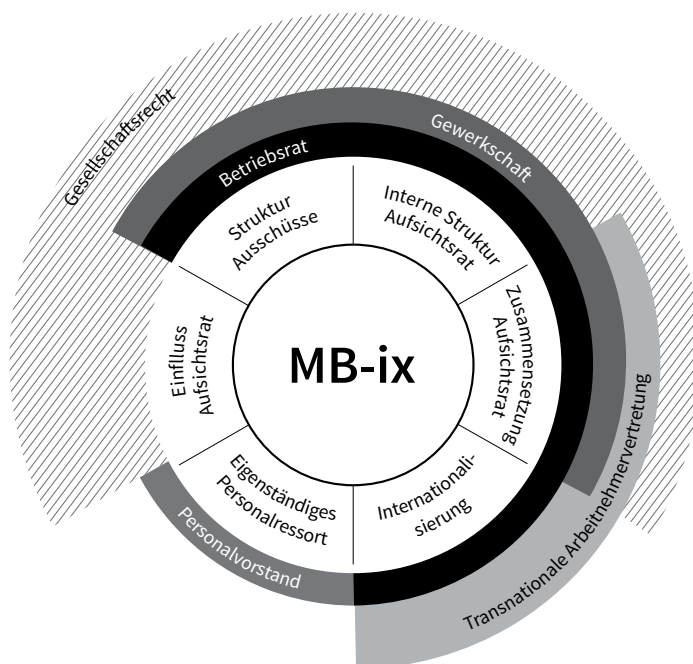 Gesellschaftsrecht
Gewerkschaft
Betriebsrat
Struktur
Ausschüsse
Interne Struktur
Aufsichtsrat
Zusammensetzung
Aufsichtsrat
Einflluss
Aufsichtsrat
MB-ix
Eigenständiges
Personalressort
Internationali-
sierung
Personalvorstand
Transnationale Arbeitnehmervertretung